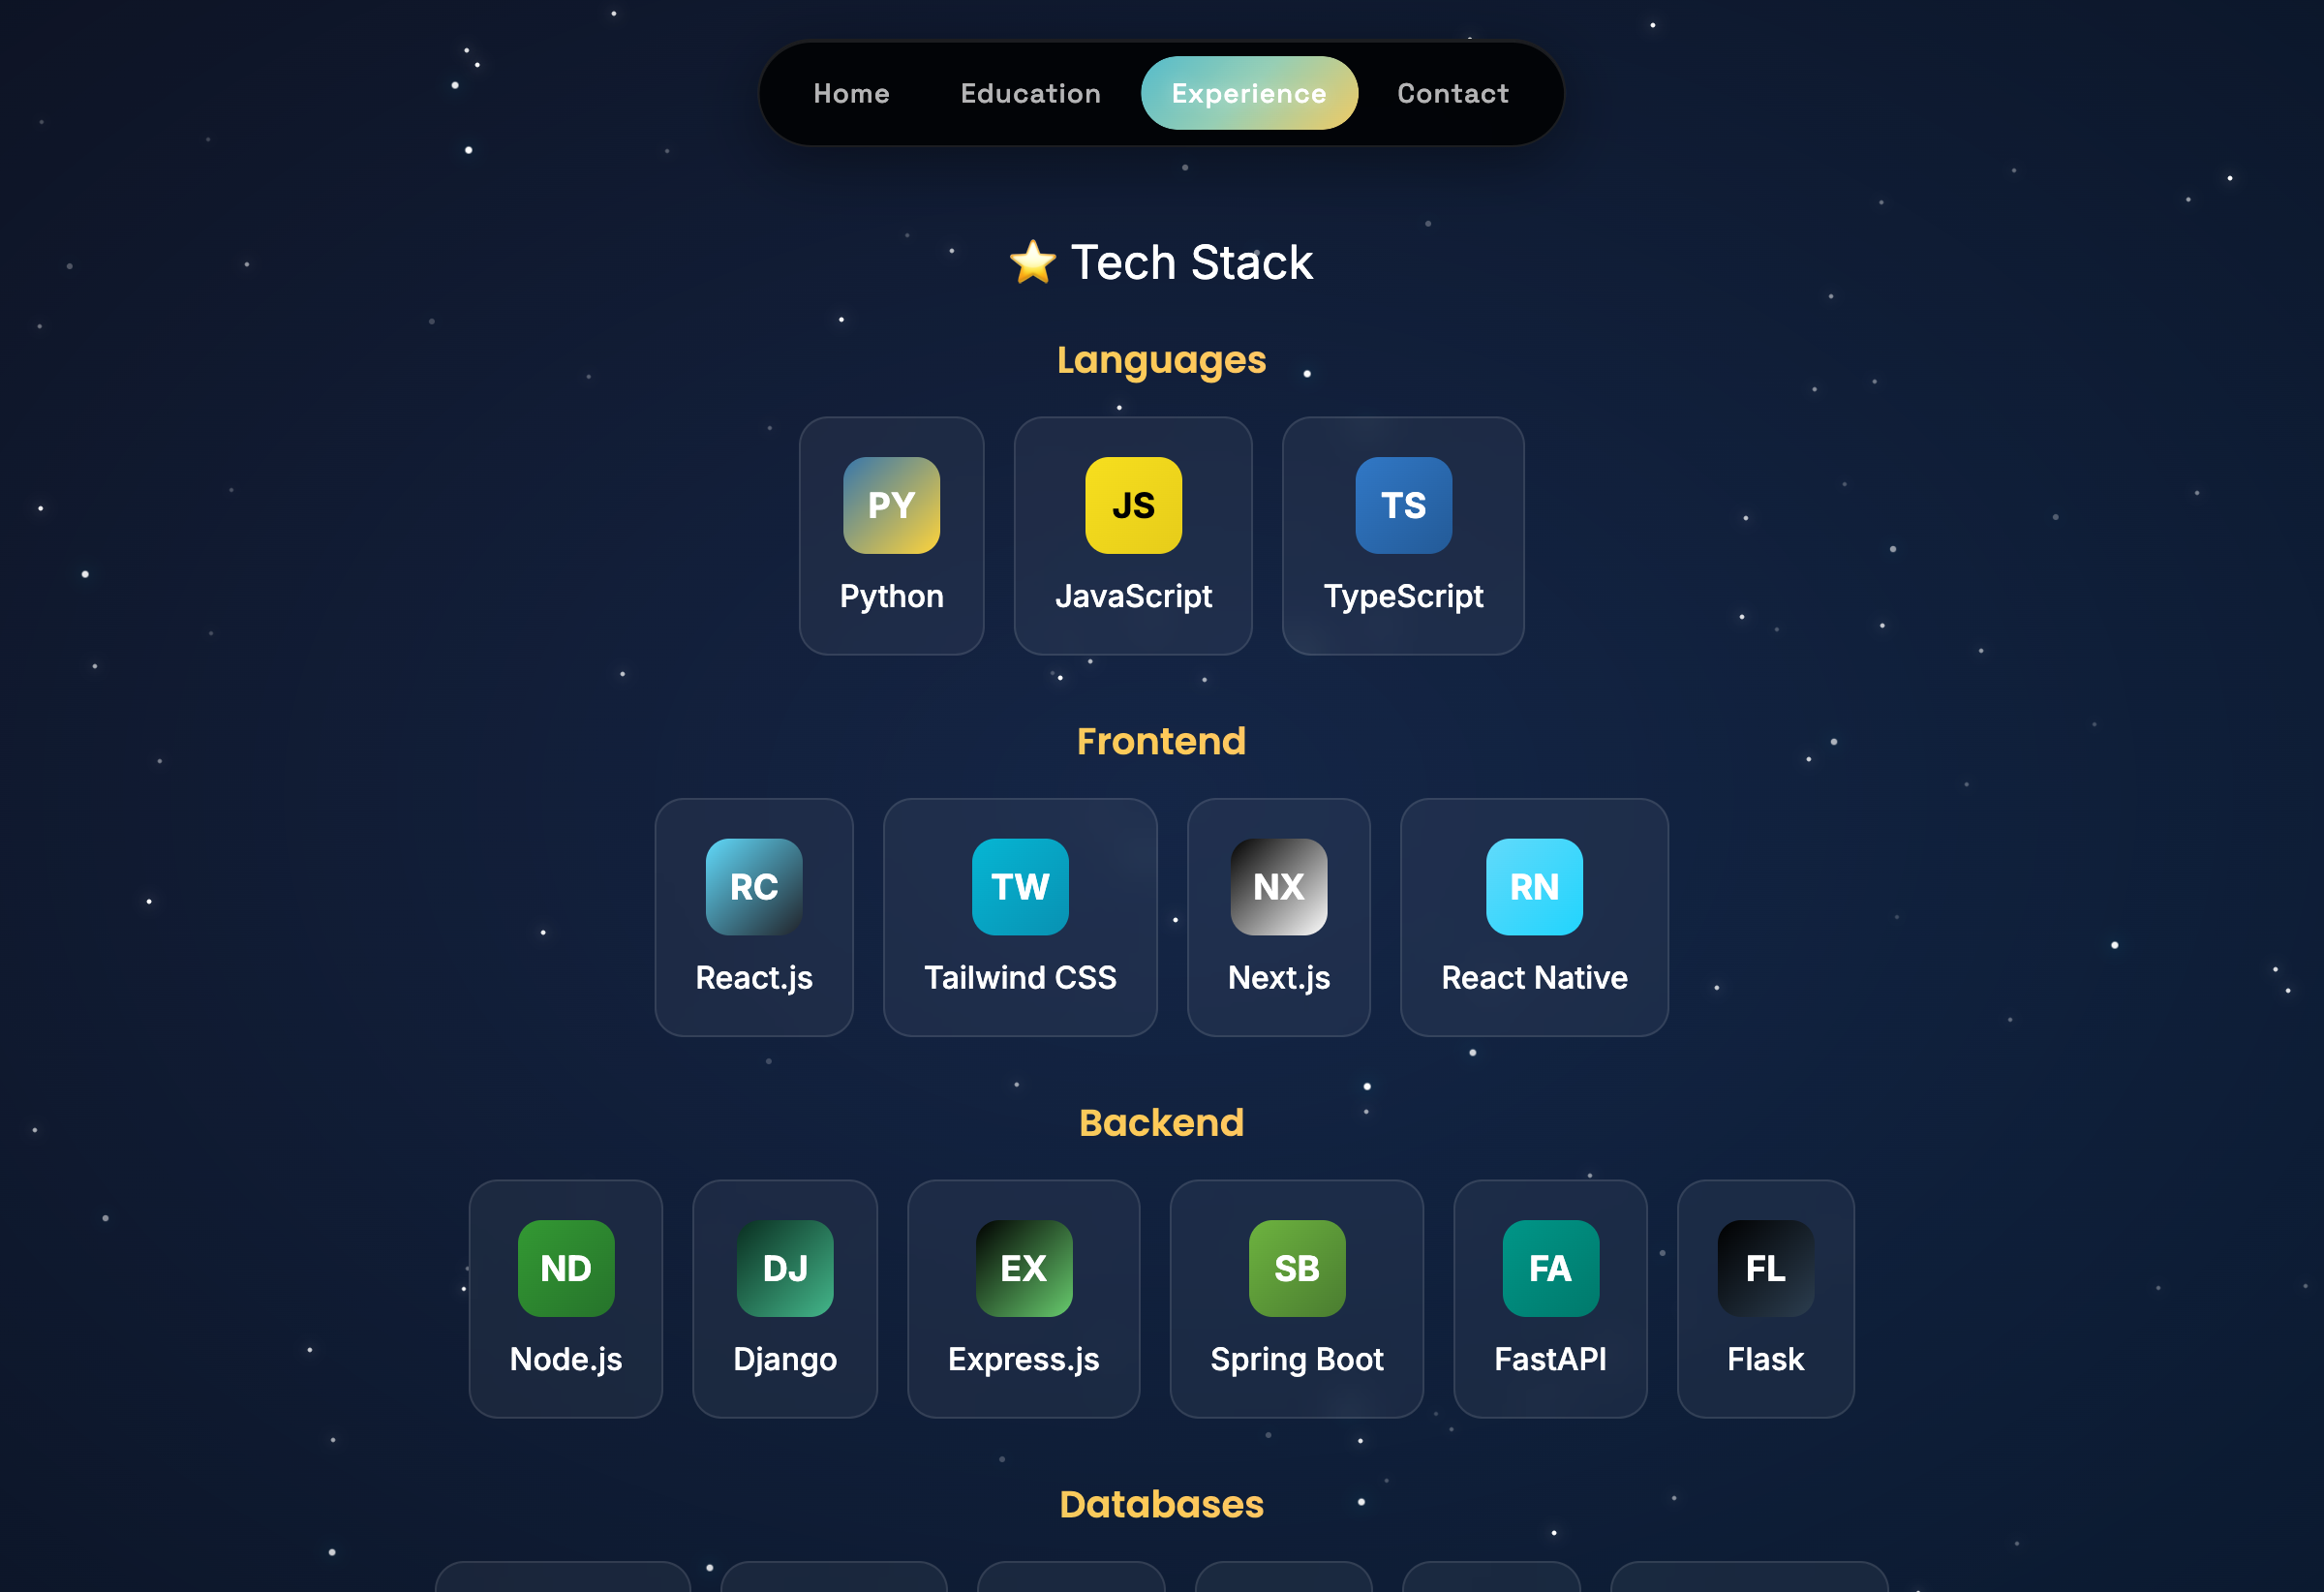 Home Education Experience Contact
⭐ Tech Stack
Languages
PY JS TS
Python JavaScript TypeScript
Frontend
RC TW NX RN
React.js Tailwind CSS Next.js React Native
Backend
ND DJ EX SB FA FL
Node.js Django Express.js Spring Boot FastAPI Flask
Databases